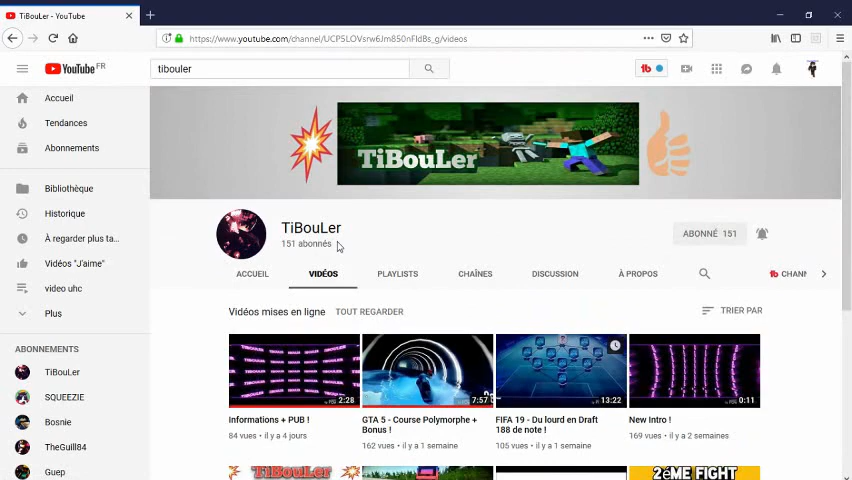 TiBouLer - YouTube
https://www.youtube.com/channel/UCPSLOVsrw6Jm850nFldBs_g/videos
YouTube FR
tibouler
tb
Accueil
Tendances
Abonnements
Bibliothèque
Historique
À regarder plus ta...
Vidéos "J'aime"
video uhc
Plus
ABONNEMENTS
TiBouLer
SQUEEZIE
Bosnie
TheGuill84
Guep
TiBouLer
TiBouLer
151 abonnés
ABONNÉ 151
ACCUEIL
VIDÉOS
PLAYLISTS
CHAÎNES
DISCUSSION
À PROPOS
tb CHANN
Vidéos mises en ligne
TOUT REGARDER
TRIER PAR
2:28
7:57
13:22
0:11
Informations + PUB !
84 vues • il y a 4 jours
GTA 5 - Course Polymorphe +
Bonus !
162 vues • il y a 1 semaine
FIFA 19 - Du lourd en Draft
188 de note !
105 vues • il y a 1 semaine
New Intro !
169 vues • il y a 2 semaines
TIBOULER
2ÉME FIGHT